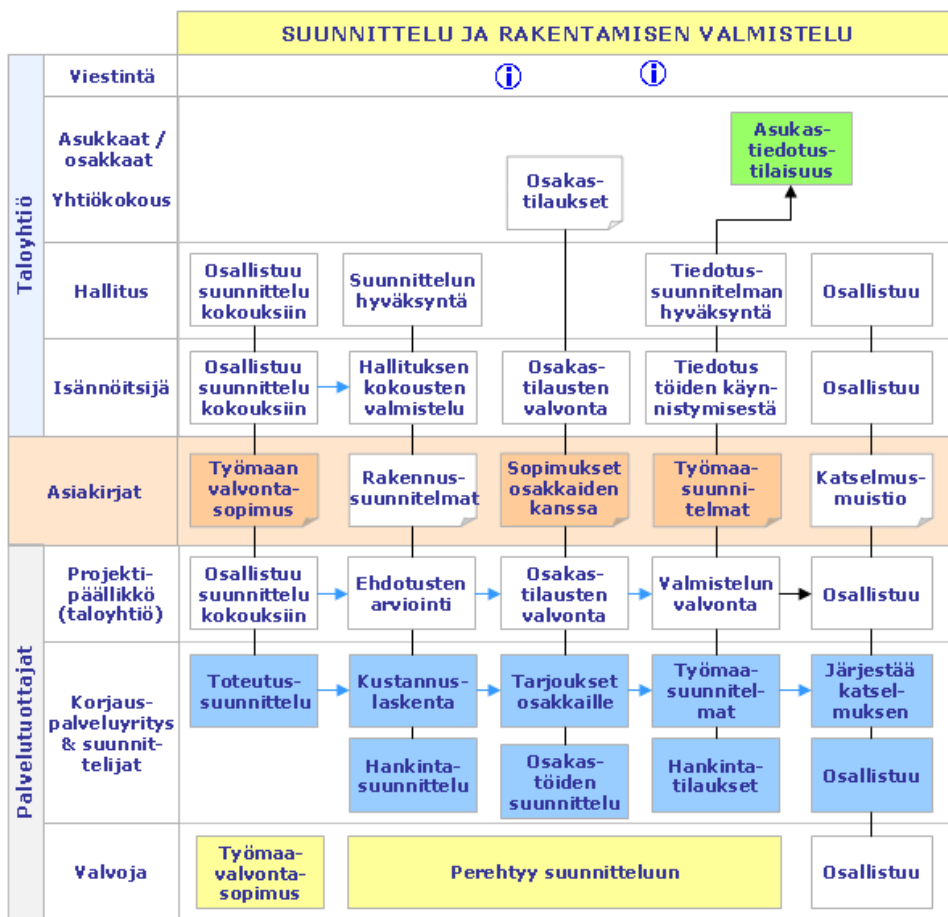 SUUNNITTELU JA RAKENTAMISEN VALMISTELU
Taloyhtiö
Viestintä
i
i
Asukkaat /
osakkaat
Yhtiökokous
Osakas-
tilaukset
Asukas-
tiedotus-
tilaisuus
Hallitus
Osallistuu
suunnittelu
kokouksiin
Suunnittelun
hyväksyntä
Tiedotus-
suunnitelman
hyväksyntä
Osallistuu
Isännöitsijä
Osallistuu
suunnittelu
kokouksiin
Hallituksen
kokousten
valmistelu
Osakas-
tilausten
valvonta
Tiedotus
töiden käyn-
nistymisestä
Osallistuu
Asiakirjat
Työmaan
valvonta-
sopimus
Rakennus-
suunnitelmat
Sopimukset
osakkaiden
kanssa
Työmaa-
suunni-
telmat
Katselmus-
muistio
Palvelutuottajat
Projekti-
päällikkö
(taloyhtiö)
Osallistuu
suunnittelu
kokouksiin
Ehdotusten
arviointi
Osakas-
tilausten
valvonta
Valmistelun
valvonta
Osallistuu
Korjaus-
palveluyritys
& suunnit-
telijat
Toteutus-
suunnittelu
Kustannus-
laskenta
Tarjoukset
osakkaille
Työmaa-
suunnitel-
mat
Järjestää
katsel-
muksen
Hankinta-
suunnittelu
Osakas-
töiden
suunnittelu
Hankinta-
tilaukset
Osallistuu
Valvoja
Työmaa-
valvonta-
sopimus
Perehtyy suunnitteluun
Osallistuu